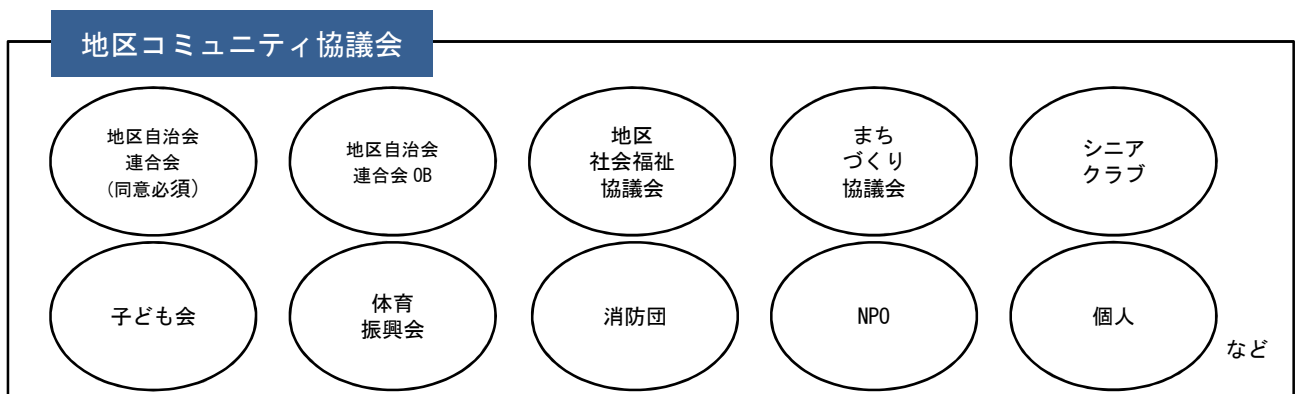 地区コミュニティ協議会
地区自治会
連合会
(同意必須)
地区自治会
連合会 OB
地区
社会福祉
協議会
まち
づくり
協議会
シニア
クラブ
子ども会
体育
振興会
消防団
NPO
個人
など